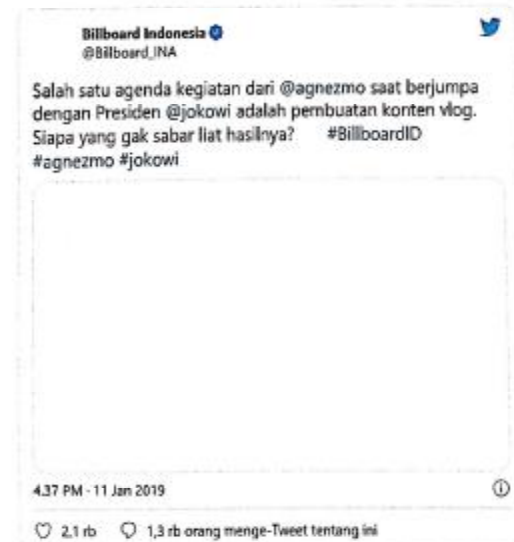 Billboard Indonesia
@Billboard_INA
Salah satu agenda kegiatan dari @agnezmo saat berjumpa
dengan Presiden @jokowi adalah pembuatan konten vlog.
Siapa yang gak sabar liat hasilnya? #BillboardID
#agnezmo #jokowi
4.37 PM · 11 Jan 2019
2,1 rb 1,3 rb orang menge-Tweet tentang ini